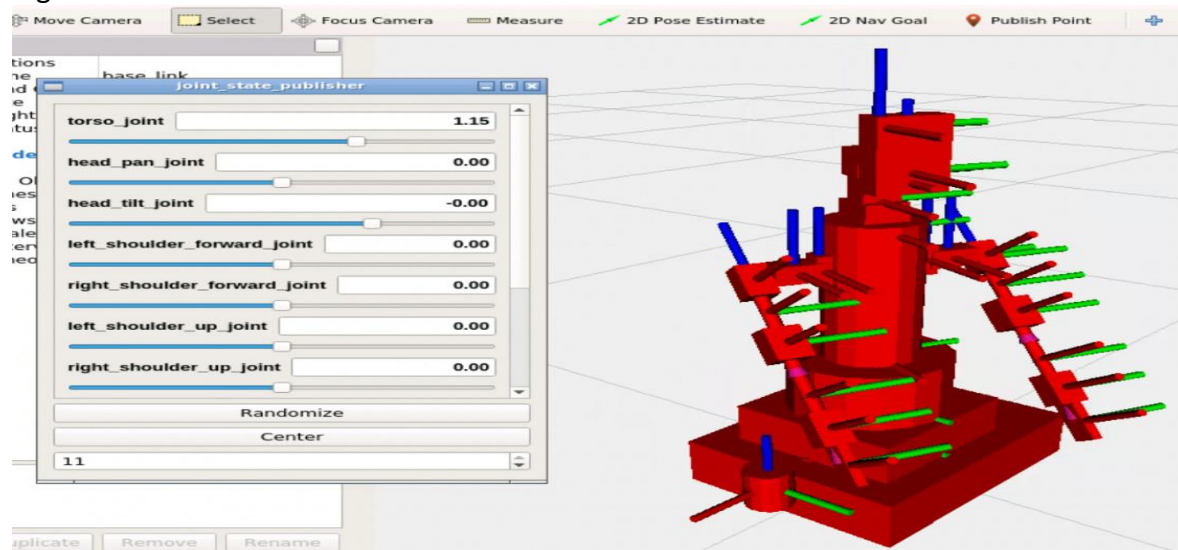 Move Camera Select Focus Camera Measure 2D Pose Estimate 2D Nav Goal Publish Point
tions
base_link
joint_state_publisher
torso_joint 1.15
head_pan_joint 0.00
head_tilt_joint -0.00
left_shoulder_forward_joint 0.00
right_shoulder_forward_joint 0.00
left_shoulder_up_joint 0.00
right_shoulder_up_joint 0.00
Randomize
Center
11
uplicate Remove Rename